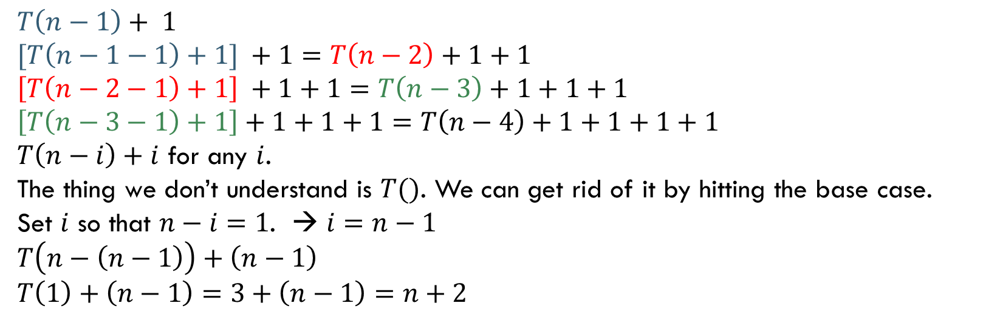 T(n − 1) + 1
[T(n − 1 − 1) + 1] + 1 = T(n − 2) + 1 + 1
[T(n − 2 − 1) + 1] + 1 + 1 = T(n − 3) + 1 + 1 + 1
[T(n − 3 − 1) + 1] + 1 + 1 + 1 = T(n − 4) + 1 + 1 + 1 + 1
T(n − i) + i for any i.
The thing we don’t understand is T(). We can get rid of it by hitting the base case.
Set i so that n − i = 1. → i = n − 1
T(n − (n − 1)) + (n − 1)
T(1) + (n − 1) = 3 + (n − 1) = n + 2